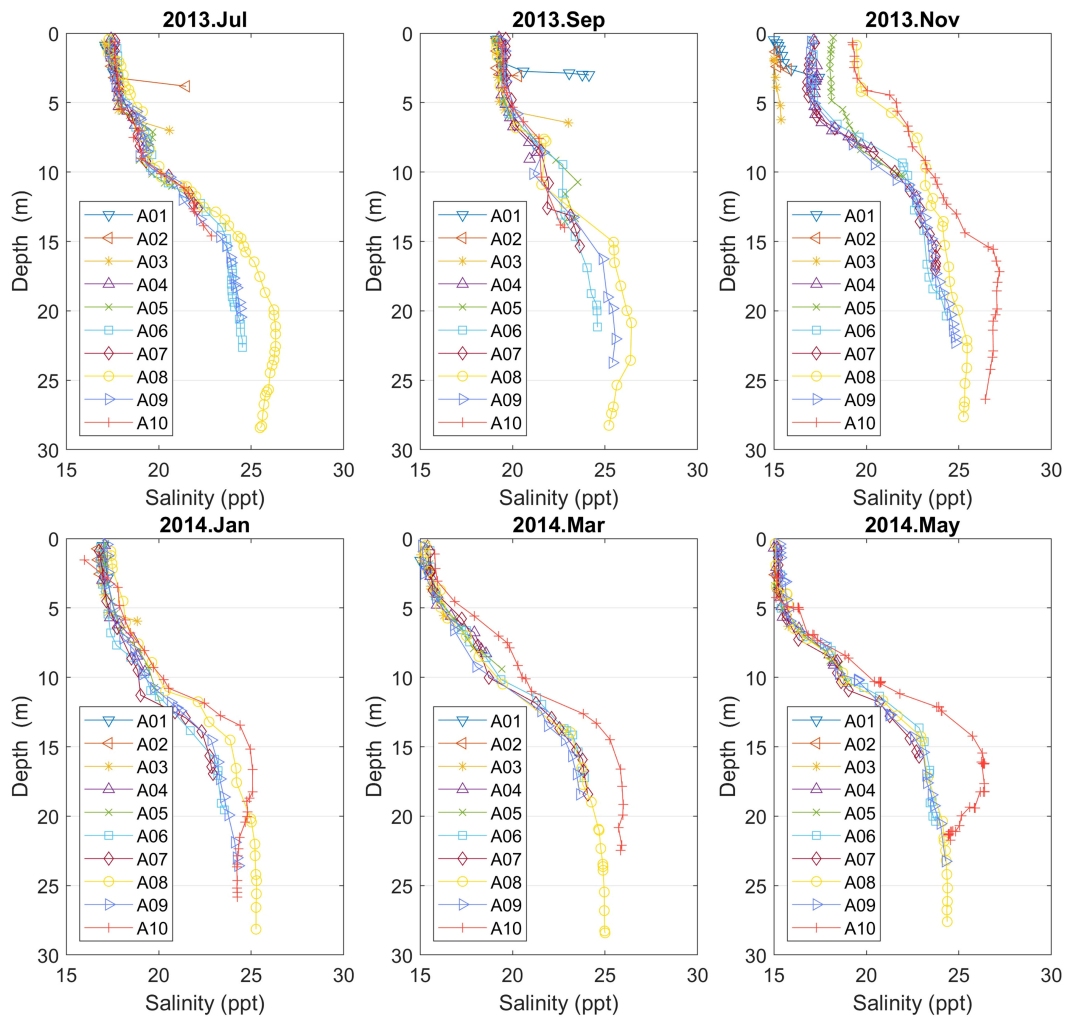 2013.Jul
0
5
10
15
20
25
30
Depth (m)
A01
A02
A03
A04
A05
A06
A07
A08
A09
A10
15 20 25 30
Salinity (ppt)
2013.Sep
0
5
10
15
20
25
30
Depth (m)
A01
A02
A03
A04
A05
A06
A07
A08
A09
A10
15 20 25 30
Salinity (ppt)
2013.Nov
0
5
10
15
20
25
30
Depth (m)
A01
A02
A03
A04
A05
A06
A07
A08
A09
A10
15 20 25 30
Salinity (ppt)
2014.Jan
0
5
10
15
20
25
30
Depth (m)
A01
A02
A03
A04
A05
A06
A07
A08
A09
A10
15 20 25 30
Salinity (ppt)
2014.Mar
0
5
10
15
20
25
30
Depth (m)
A01
A02
A03
A04
A05
A06
A07
A08
A09
A10
15 20 25 30
Salinity (ppt)
2014.May
0
5
10
15
20
25
30
Depth (m)
A01
A02
A03
A04
A05
A06
A07
A08
A09
A10
15 20 25 30
Salinity (ppt)